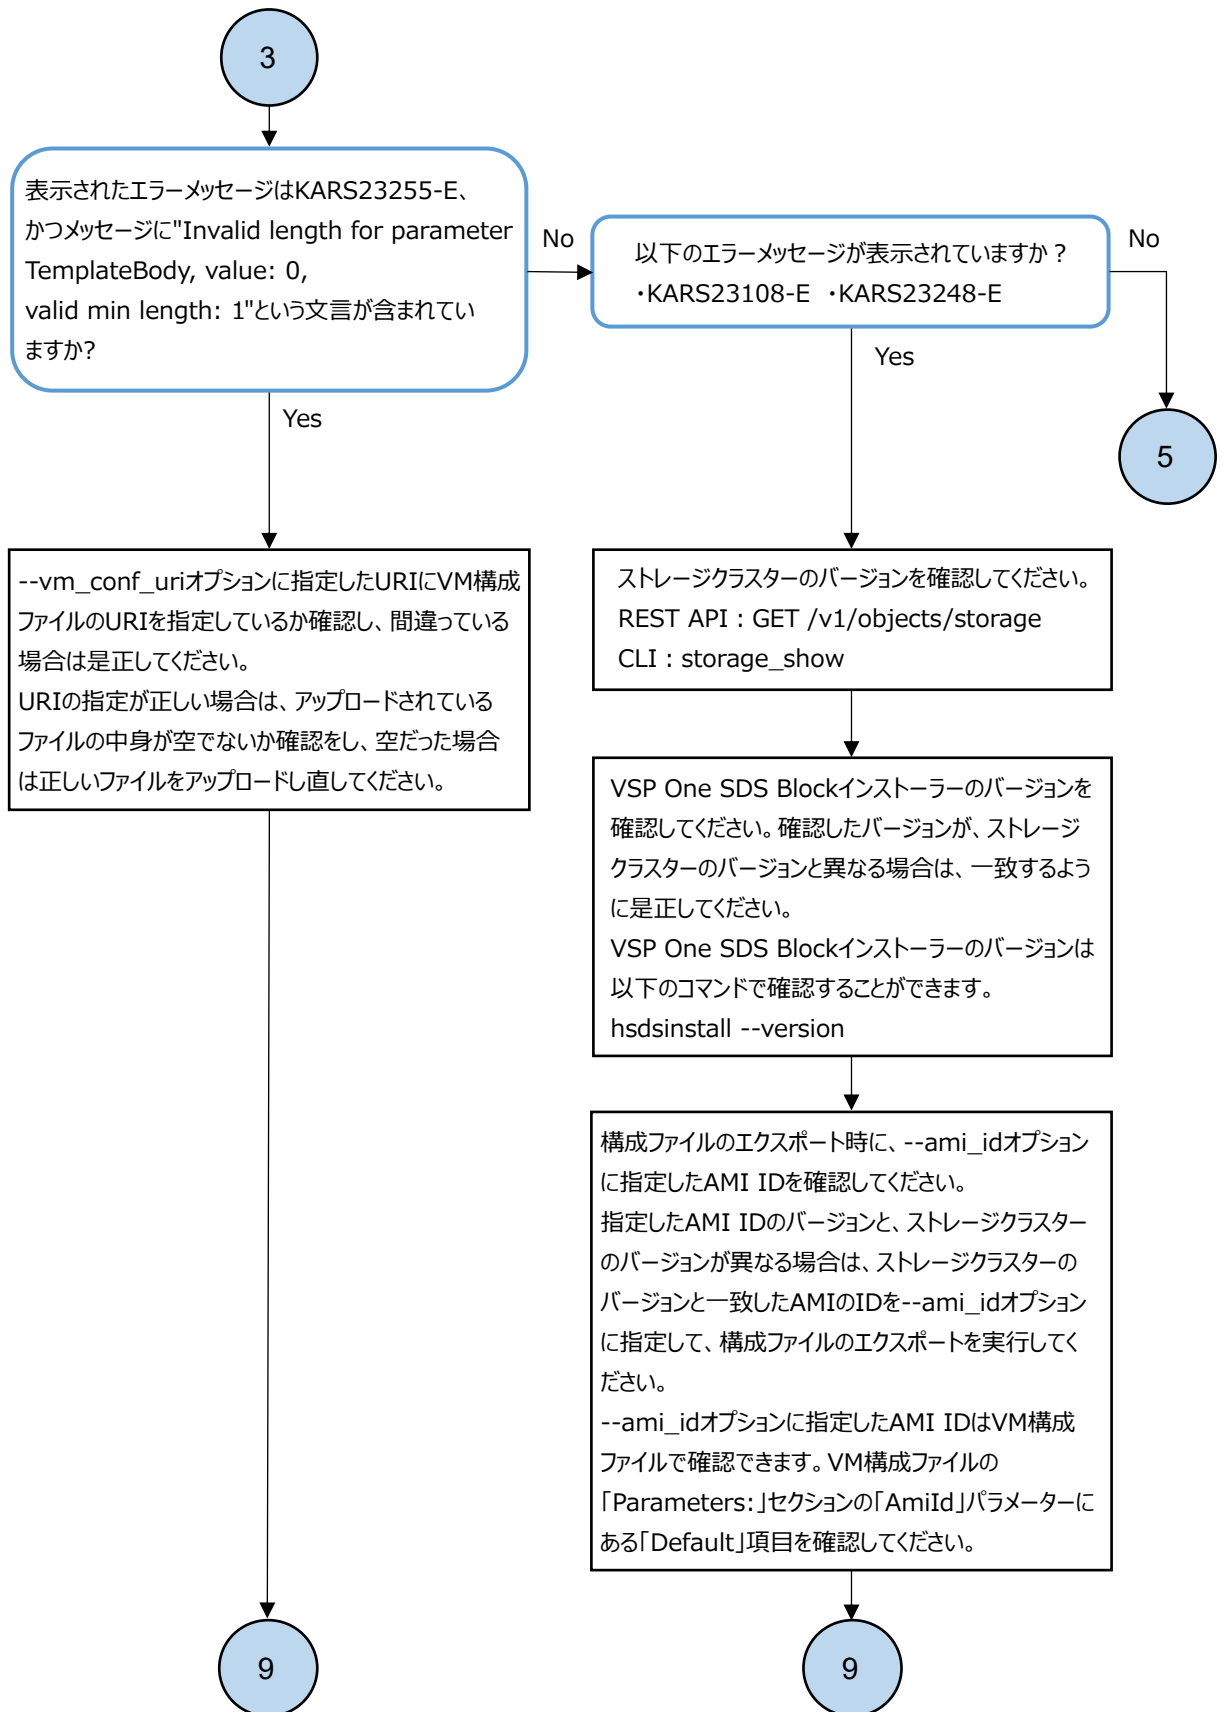 3
表示されたエラーメッセージはKARS23255-E、
かつメッセージに"Invalid length for parameter
TemplateBody, value: 0,
valid min length: 1"という文言が含まれてい
ますか?
No
以下のエラーメッセージが表示されていますか？
・KARS23108-E ・KARS23248-E
No
Yes
Yes
5
--vm_conf_uriオプションに指定したURIにVM構成
ファイルのURIを指定しているか確認し、間違っている
場合は是正してください。
URIの指定が正しい場合は、アップロードされている
ファイルの中身が空でないか確認をし、空だった場合
は正しいファイルをアップロードし直してください。
ストレージクラスターのバージョンを確認してください。
REST API：GET /v1/objects/storage
CLI：storage_show
VSP One SDS Blockインストーラーのバージョンを
確認してください。確認したバージョンが、ストレージ
クラスターのバージョンと異なる場合は、一致するよう
に是正してください。
VSP One SDS Blockインストーラーのバージョンは
以下のコマンドで確認することができます。
hsdsinstall --version
構成ファイルのエクスポート時に、--ami_idオプション
に指定したAMI IDを確認してください。
指定したAMI IDのバージョンと、ストレージクラスター
のバージョンが異なる場合は、ストレージクラスターの
バージョンと一致したAMIのIDを--ami_idオプション
に指定して、構成ファイルのエクスポートを実行してく
ださい。
--ami_idオプションに指定したAMI IDはVM構成
ファイルで確認できます。VM構成ファイルの
「Parameters:」セクションの「AmiId」パラメーターに
ある「Default」項目を確認してください。
9
9